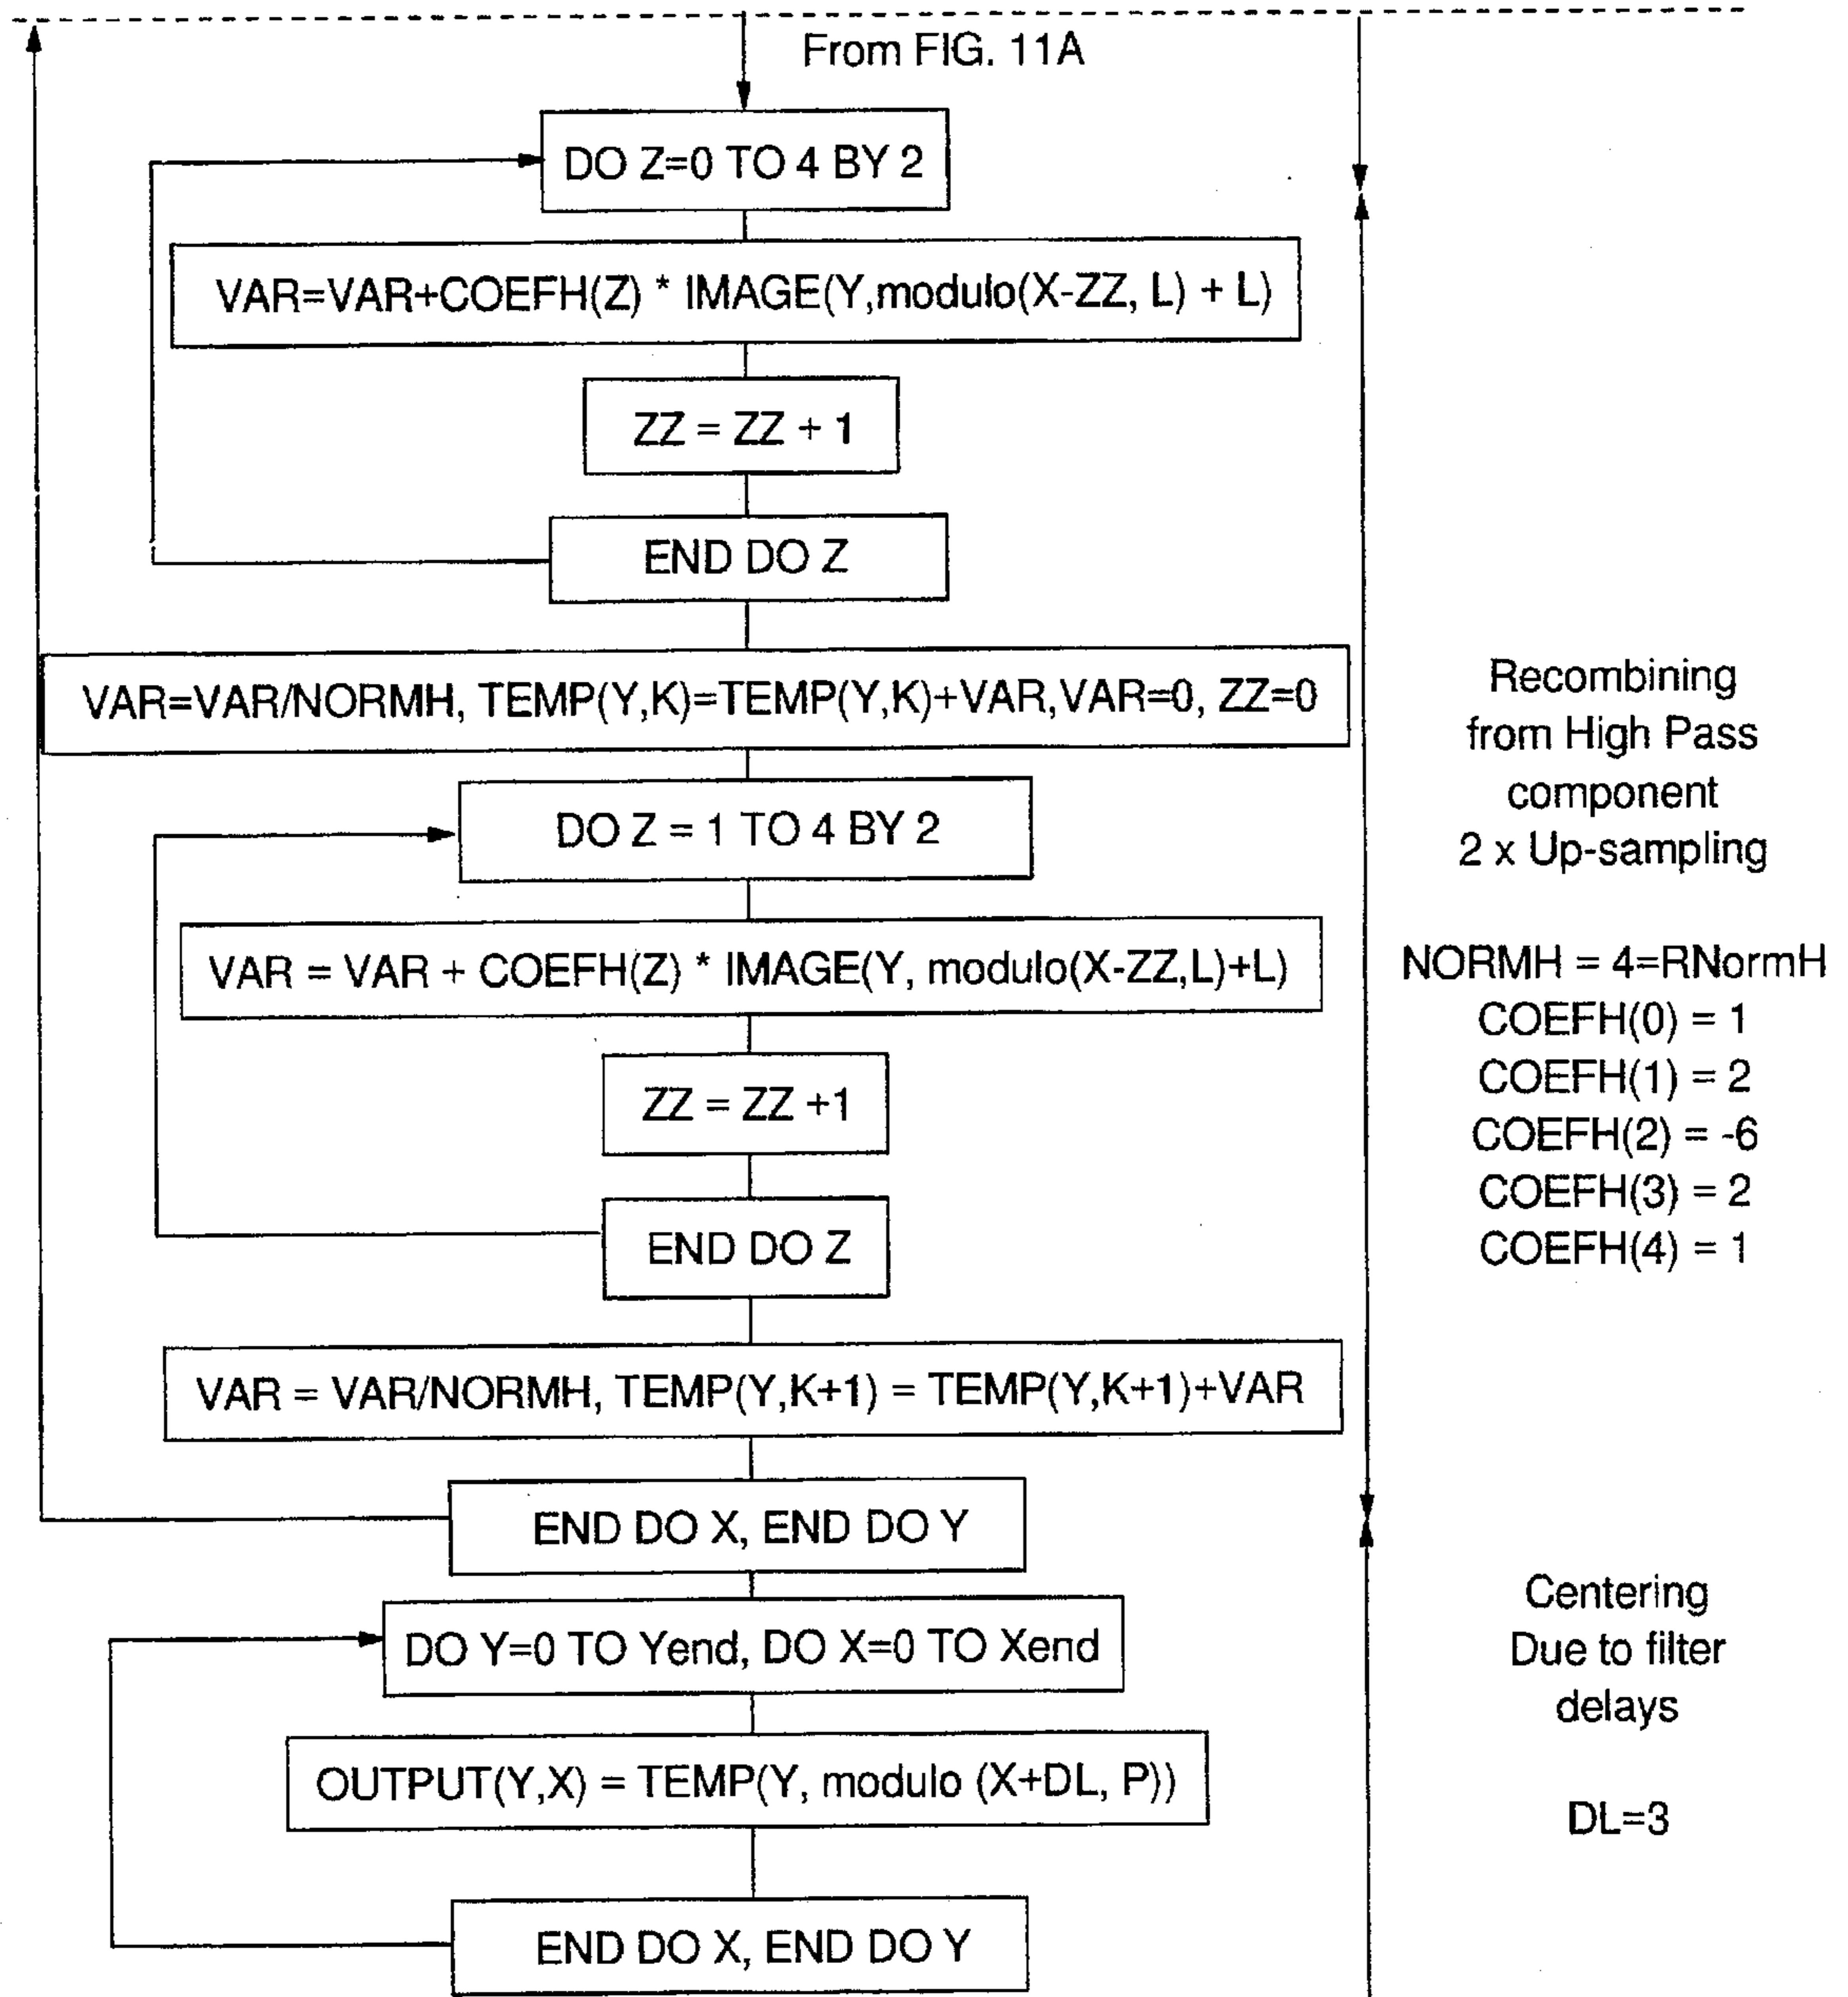 From FIG. 11A
DO Z=0 TO 4 BY 2
VAR=VAR+COEFH(Z) * IMAGE(Y,modulo(X-ZZ, L) + L)
ZZ = ZZ + 1
END DO Z
VAR=VAR/NORMH, TEMP(Y,K)=TEMP(Y,K)+VAR,VAR=0, ZZ=0
DO Z = 1 TO 4 BY 2
VAR = VAR + COEFH(Z) * IMAGE(Y, modulo(X-ZZ,L)+L)
ZZ = ZZ +1
END DO Z
VAR = VAR/NORMH, TEMP(Y,K+1) = TEMP(Y,K+1)+VAR
END DO X, END DO Y
DO Y=0 TO Yend, DO X=0 TO Xend
OUTPUT(Y,X) = TEMP(Y, modulo (X+DL, P))
END DO X, END DO Y
Recombining
from High Pass
component
2 x Up-sampling
NORMH = 4=RNormH
COEFH(0) = 1
COEFH(1) = 2
COEFH(2) = -6
COEFH(3) = 2
COEFH(4) = 1
Centering
Due to filter
delays
DL=3